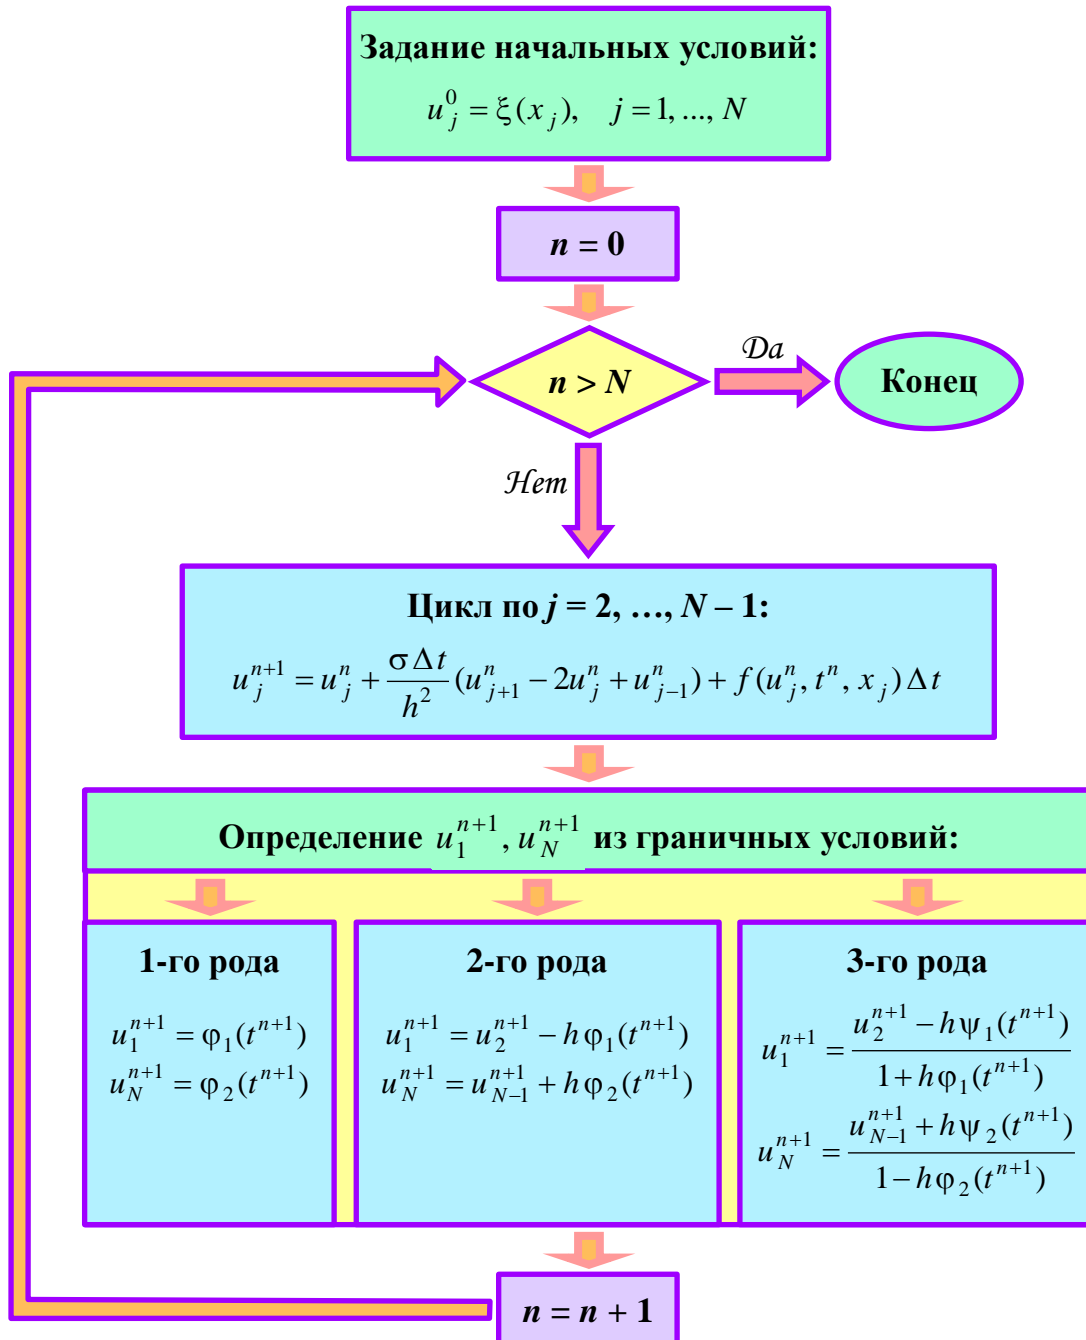 Задание начальных условий:
u_j^0 = ξ(x_j), j = 1, ..., N
n = 0
n > N
Да
Конец
Нет
Цикл по j = 2, …, N – 1:
u_j^{n+1} = u_j^n + \frac{σ Δt}{h^2} (u_{j+1}^n − 2u_j^n + u_{j−1}^n) + f(u_j^n, t^n, x_j) Δt
Определение u_1^{n+1}, u_N^{n+1} из граничных условий:
1-го рода
u_1^{n+1} = φ_1(t^{n+1})
u_N^{n+1} = φ_2(t^{n+1})
2-го рода
u_1^{n+1} = u_2^{n+1} − hφ_1(t^{n+1})
u_N^{n+1} = u_{N−1}^{n+1} + hφ_2(t^{n+1})
3-го рода
u_1^{n+1} = \frac{u_2^{n+1} − hψ_1(t^{n+1})}{1 + hφ_1(t^{n+1})}
u_N^{n+1} = \frac{u_{N−1}^{n+1} + hψ_2(t^{n+1})}{1 − hφ_2(t^{n+1})}
n = n + 1